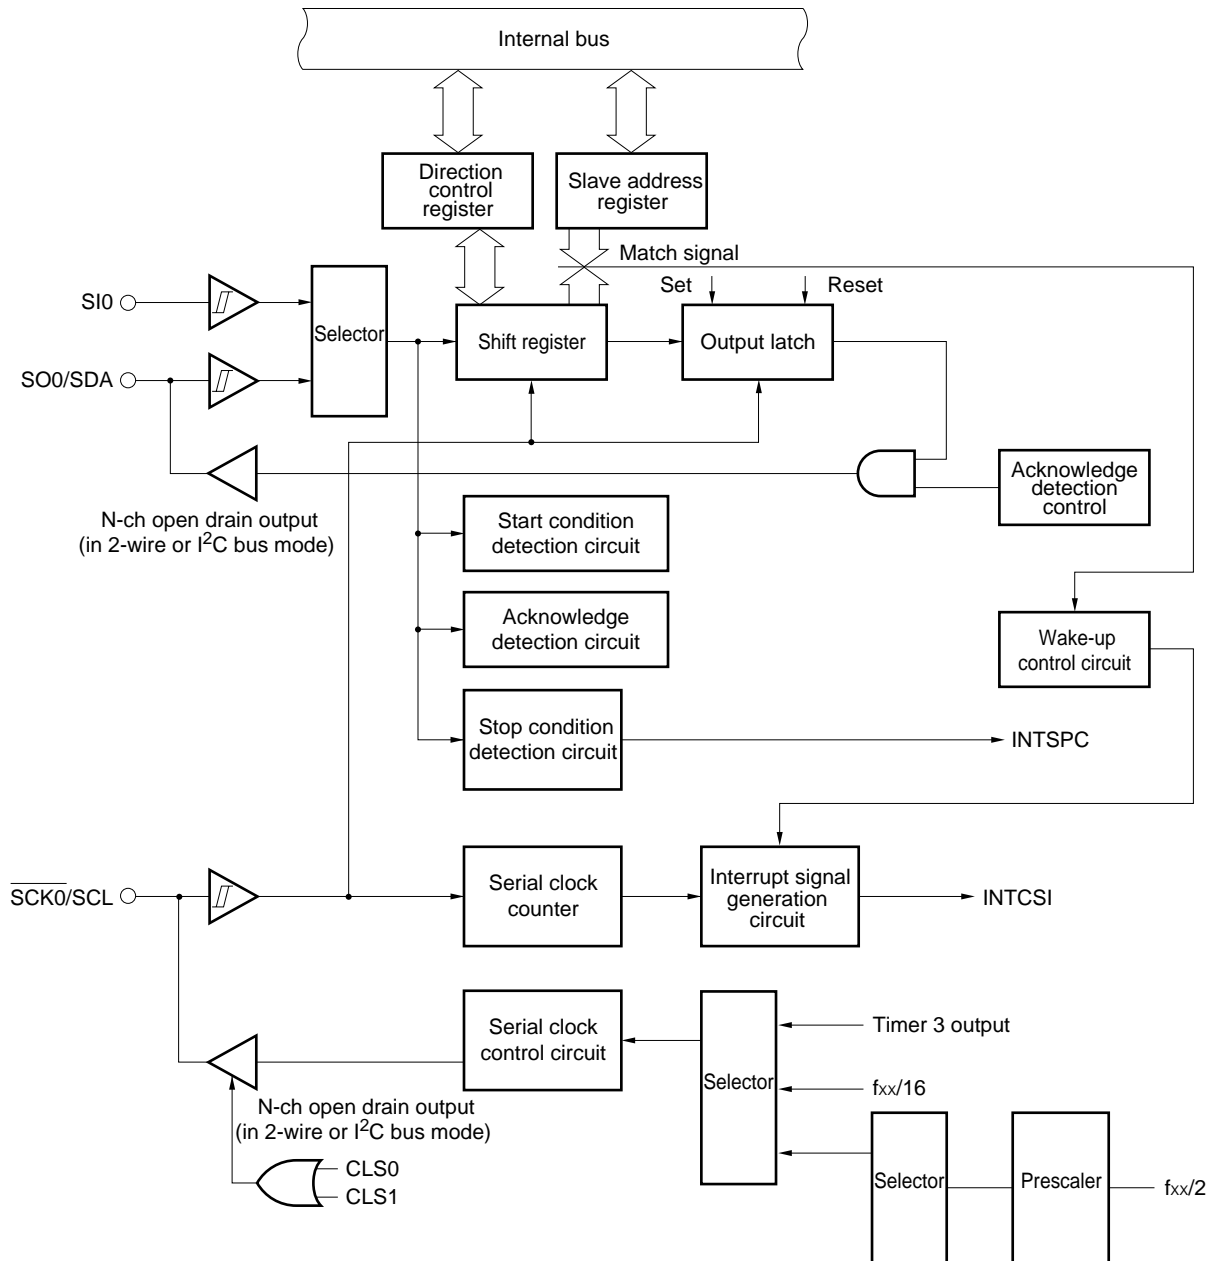 Internal bus
Direction
control
register
Slave address
register
Match signal
Set
Reset
SI0
Selector
Shift register
Output latch
SO0/SDA
Acknowledge
detection
control
N-ch open drain output
(in 2-wire or I²C bus mode)
Start condition
detection circuit
Acknowledge
detection circuit
Wake-up
control circuit
Stop condition
detection circuit
INTSPC
SCK0/SCL
Serial clock
counter
Interrupt signal
generation
circuit
INTCSI
Serial clock
control circuit
Selector
Timer 3 output
fxx/16
N-ch open drain output
(in 2-wire or I²C bus mode)
CLS0
CLS1
Selector
Prescaler
fxx/2